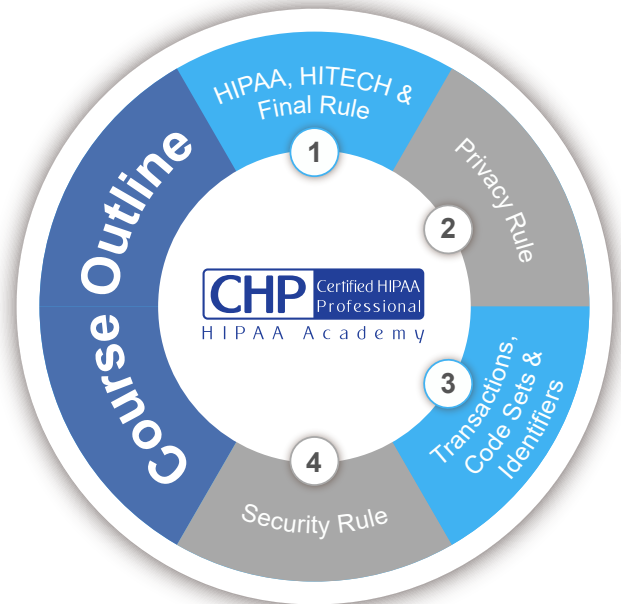 Course Outline
HIPAA, HITECH &
Final Rule
1
Privacy Rule
2
Transactions,
Code Sets &
Identifiers
3
Security Rule
4
CHP
Certified HIPAA
Professional
HIPAA Academy